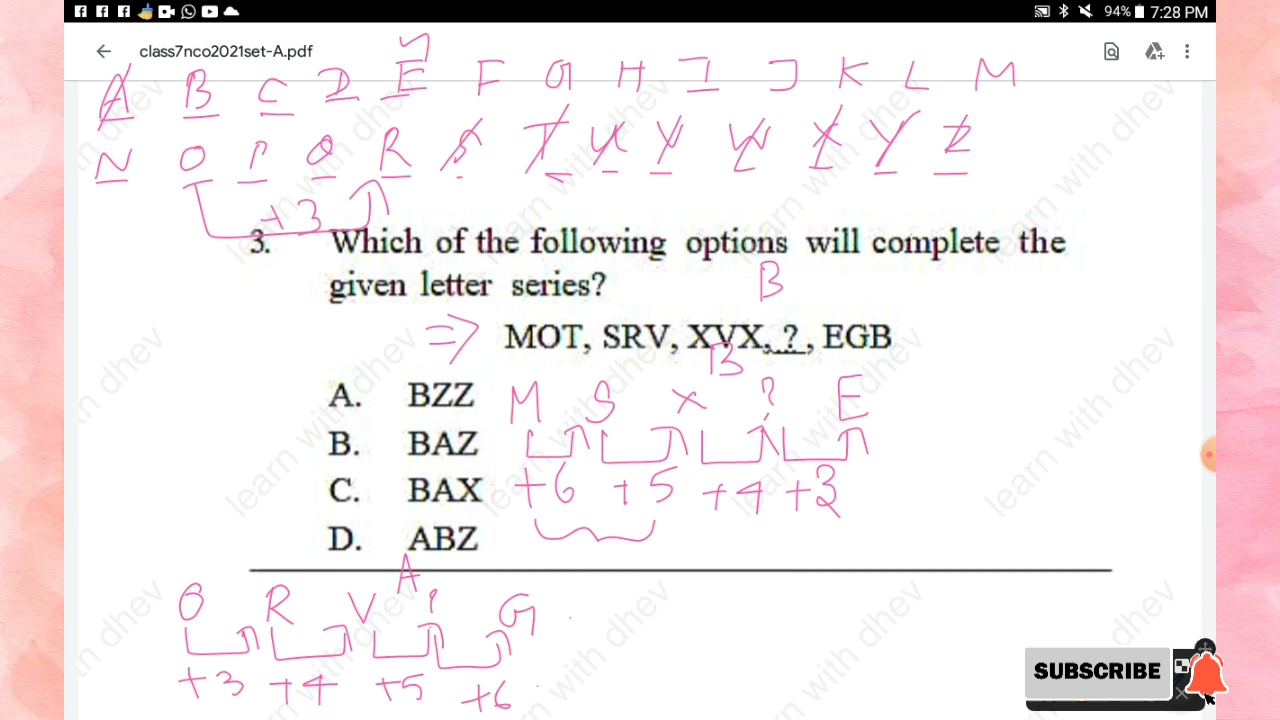 94% 7:28 PM
class7nco2021set-A.pdf
A B C D E F G H I J K L M
N O P Q R S T U V W X Y Z
+3
3. Which of the following options will complete the
given letter series?
B
=> MOT, SRV, XVX, ?, EGB
B
A. BZZ
M S X ? E
B. BAZ
C. BAX
+6 +5 +4 +3
D. ABZ
A
O R V ? G
+3 +4 +5 +6
SUBSCRIBE
learn with dhev